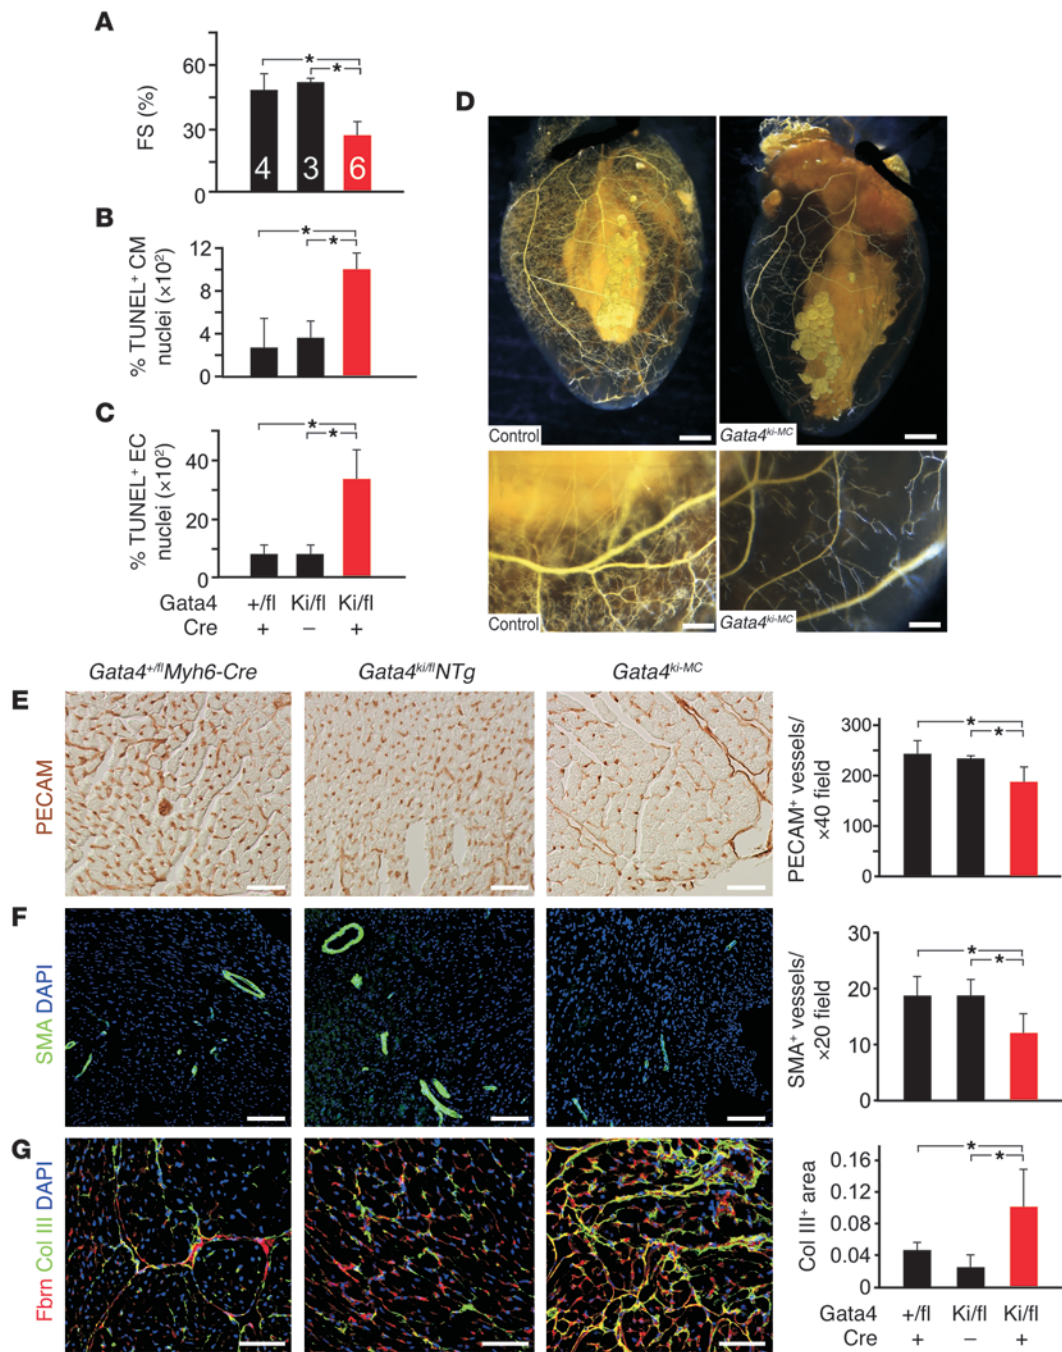 A
FS (%)
60
30
0
4
3
6
*
*
B
% TUNEL⁺ CM
nuclei (×10²)
12
8
4
0
*
*
C
% TUNEL⁺ EC
nuclei (×10²)
40
20
0
*
*
Gata4 +/fl Ki/fl Ki/fl
Cre + – +
D
Control
Gata4ki-MC
Control
Gata4ki-MC
Gata4+/flMyh6-Cre
Gata4ki/flNTg
Gata4ki-MC
E
PECAM
PECAM⁺ vessels/
×40 field
300
200
100
0
*
*
F
SMA DAPI
SMA⁺ vessels/
×20 field
30
20
10
0
*
*
G
Fbrn Col III DAPI
Col III⁺ area
0.16
0.12
0.08
0.04
0
*
*
Gata4 +/fl Ki/fl Ki/fl
Cre + – +